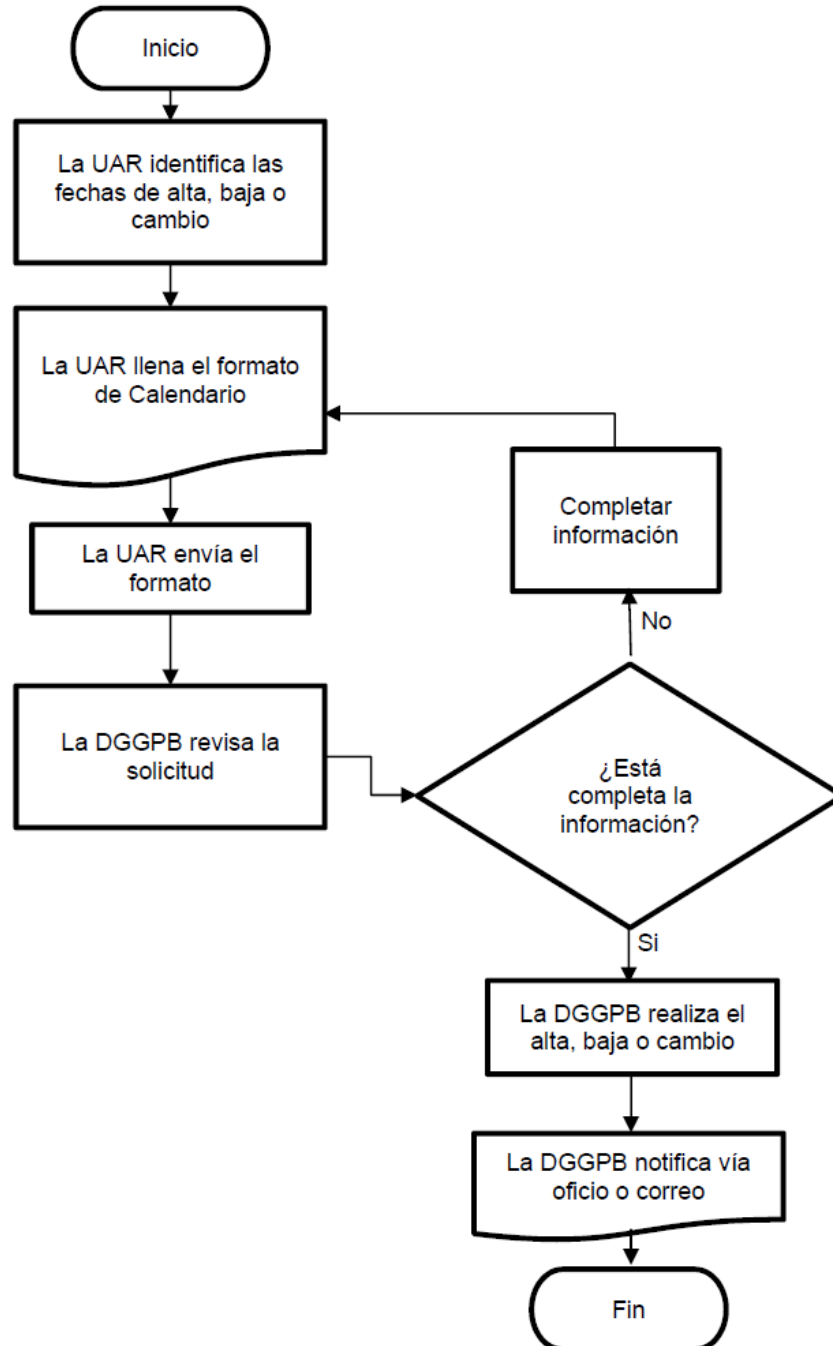 Inicio
La UAR identifica las
fechas de alta, baja o
cambio
La UAR llena el formato
de Calendario
La UAR envía el
formato
La DGGPB revisa la
solicitud
¿Está
completa la
información?
No
Completar
información
Si
La DGGPB realiza el
alta, baja o cambio
La DGGPB notifica vía
oficio o correo
Fin